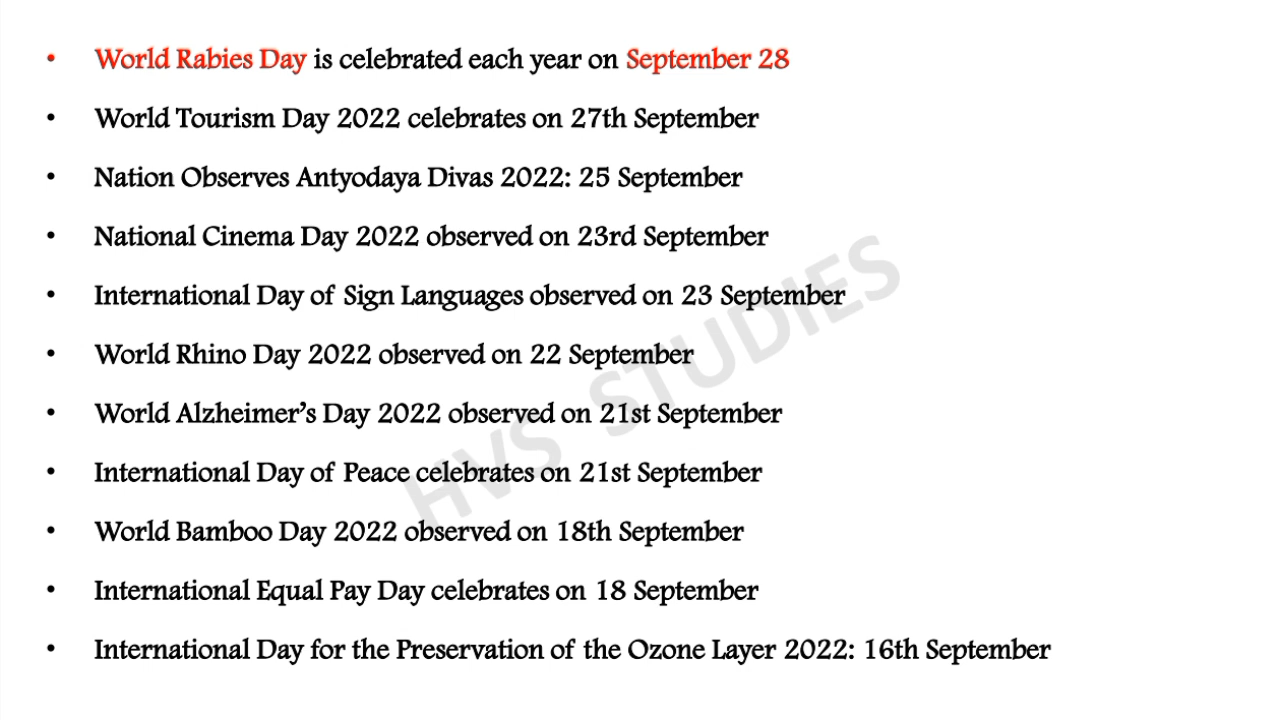 • World Rabies Day is celebrated each year on September 28
• World Tourism Day 2022 celebrates on 27th September
• Nation Observes Antyodaya Divas 2022: 25 September
• National Cinema Day 2022 observed on 23rd September
• International Day of Sign Languages observed on 23 September
• World Rhino Day 2022 observed on 22 September
• World Alzheimer’s Day 2022 observed on 21st September
• International Day of Peace celebrates on 21st September
• World Bamboo Day 2022 observed on 18th September
• International Equal Pay Day celebrates on 18 September
• International Day for the Preservation of the Ozone Layer 2022: 16th September
HVS STUDIES